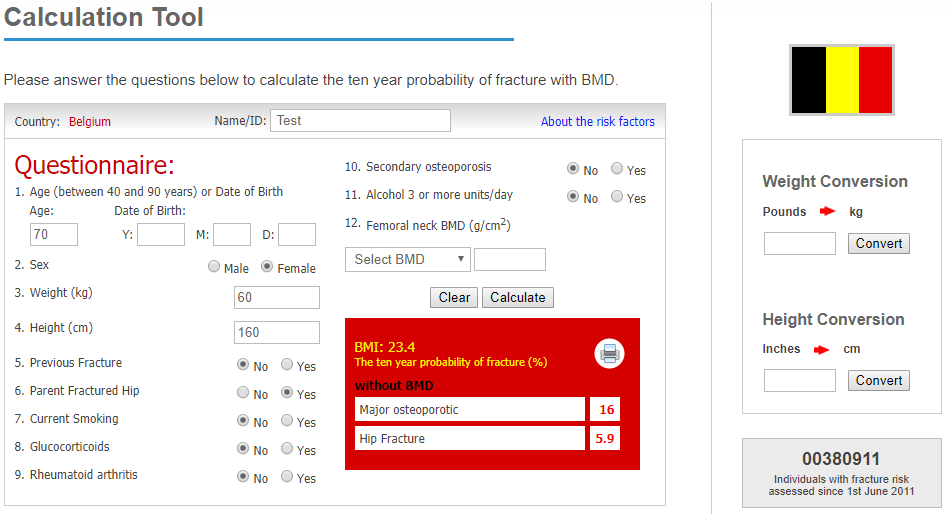 Calculation Tool
Please answer the questions below to calculate the ten year probability of fracture with BMD.
Country: Belgium Name/ID: Test About the risk factors
Questionnaire:
1. Age (between 40 and 90 years) or Date of Birth
Age: Date of Birth:
70 Y: M: D:
2. Sex Male Female
3. Weight (kg) 60
4. Height (cm) 160
5. Previous Fracture No Yes
6. Parent Fractured Hip No Yes
7. Current Smoking No Yes
8. Glucocorticoids No Yes
9. Rheumatoid arthritis No Yes
10. Secondary osteoporosis No Yes
11. Alcohol 3 or more units/day No Yes
12. Femoral neck BMD (g/cm²)
Select BMD
Clear Calculate
BMI: 23.4
The ten year probability of fracture (%)
without BMD
Major osteoporotic 16
Hip Fracture 5.9
Weight Conversion
Pounds kg
Convert
Height Conversion
Inches cm
Convert
00380911
Individuals with fracture risk
assessed since 1st June 2011